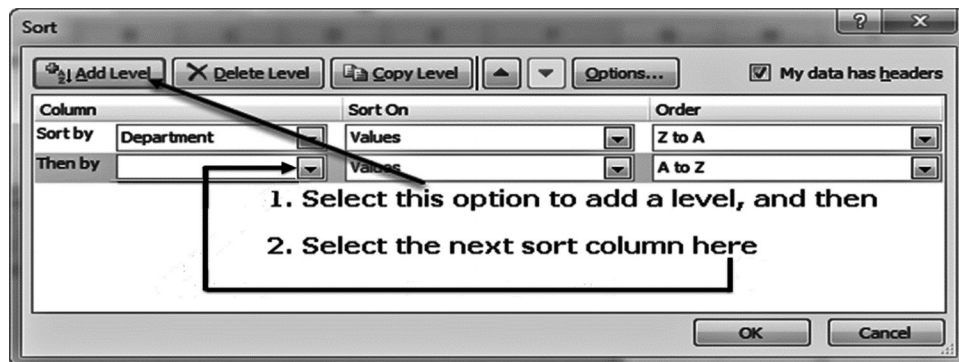 Sort
Add Level Delete Level Copy Level Options... My data has headers
Column Sort On Order
Sort by Department Values Z to A
Then by Values A to Z
1. Select this option to add a level, and then
2. Select the next sort column here
OK Cancel